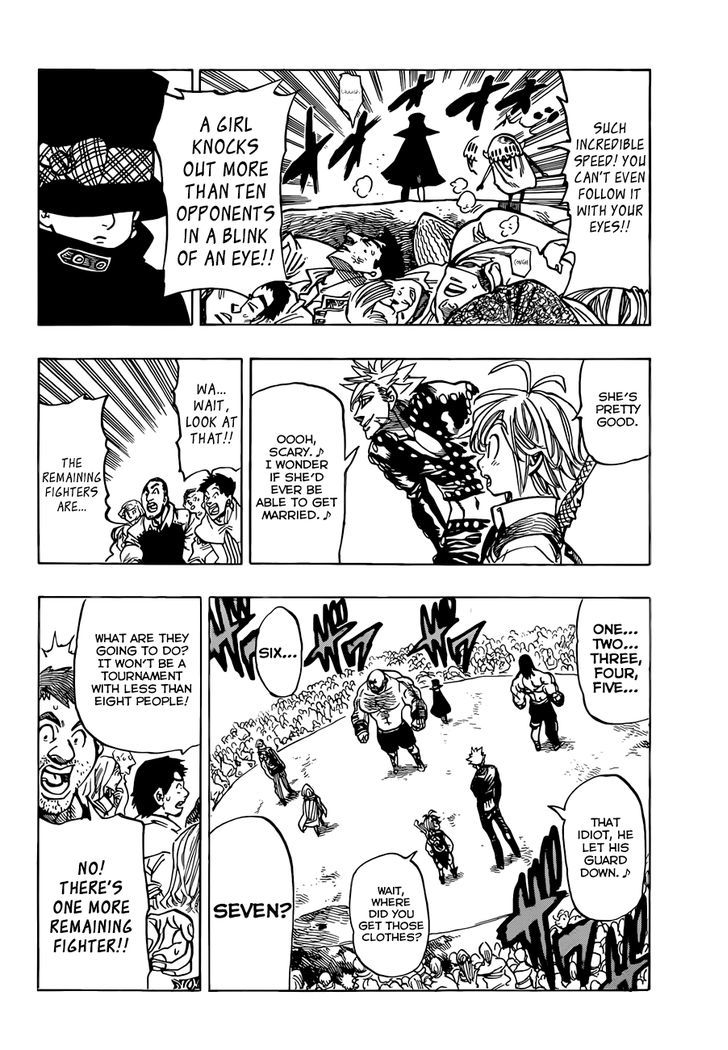 SUCH
INCREDIBLE
SPEED! YOU
CAN'T EVEN
FOLLOW IT
WITH YOUR
EYES!!
COUGH
A GIRL
KNOCKS
OUT MORE
THAN TEN
OPPONENTS
IN A BLINK
OF AN EYE!!
SHE'S
PRETTY
GOOD.
OOOH,
SCARY.♪
I WONDER
IF SHE'D
EVER BE
ABLE TO GET
MARRIED.♪
WA...
WAIT,
LOOK AT
THAT!!
THE
REMAINING
FIGHTERS
ARE...
ONE...
TWO...
THREE,
FOUR,
FIVE...
SIX...
THAT
IDIOT, HE
LET HIS
GUARD
DOWN.♪
WAIT,
WHERE
DID YOU
GET THOSE
CLOTHES?
SEVEN?
WHAT ARE THEY
GOING TO DO?
IT WON'T BE A
TOURNAMENT
WITH LESS THAN
EIGHT PEOPLE!
NO!
THERE'S
ONE MORE
REMAINING
FIGHTER!!